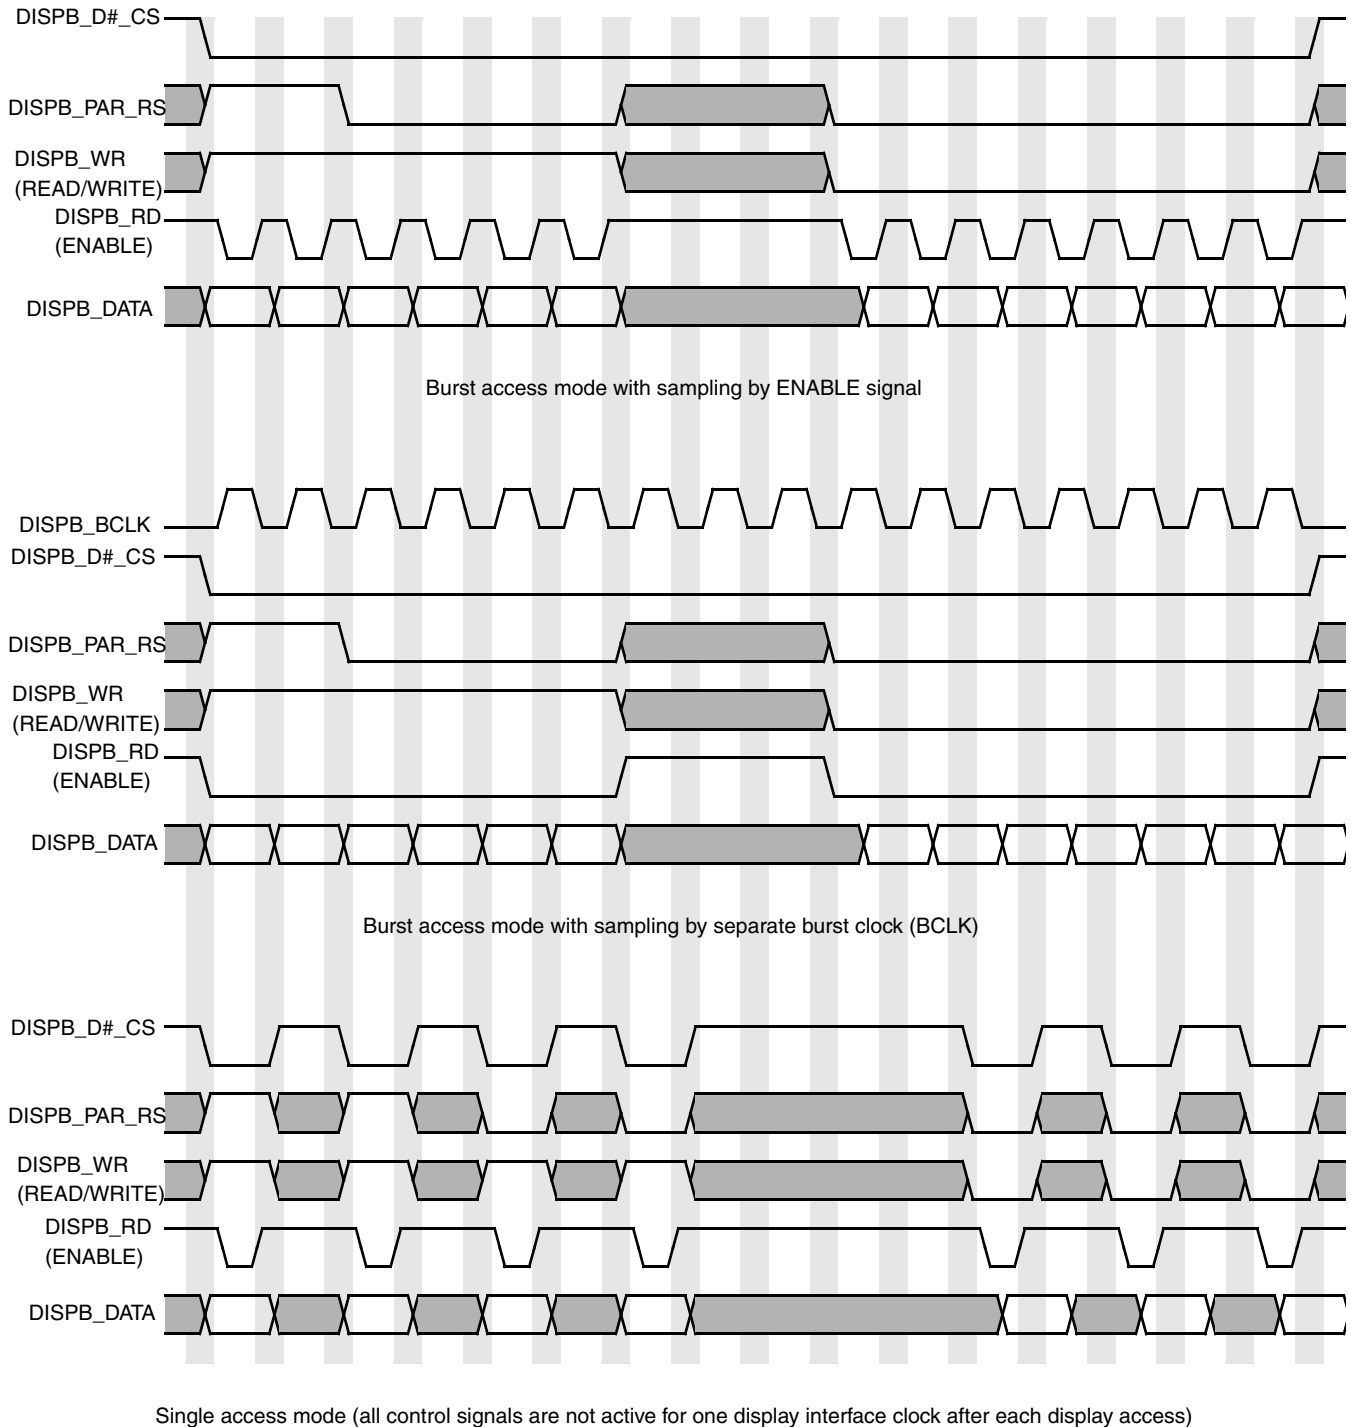 DISPB_D#_CS
DISPB_PAR_RS
DISPB_WR
(READ/WRITE)
DISPB_RD
(ENABLE)
DISPB_DATA
Burst access mode with sampling by ENABLE signal
DISPB_BCLK
DISPB_D#_CS
DISPB_PAR_RS
DISPB_WR
(READ/WRITE)
DISPB_RD
(ENABLE)
DISPB_DATA
Burst access mode with sampling by separate burst clock (BCLK)
DISPB_D#_CS
DISPB_PAR_RS
DISPB_WR
(READ/WRITE)
DISPB_RD
(ENABLE)
DISPB_DATA
Single access mode (all control signals are not active for one display interface clock after each display access)